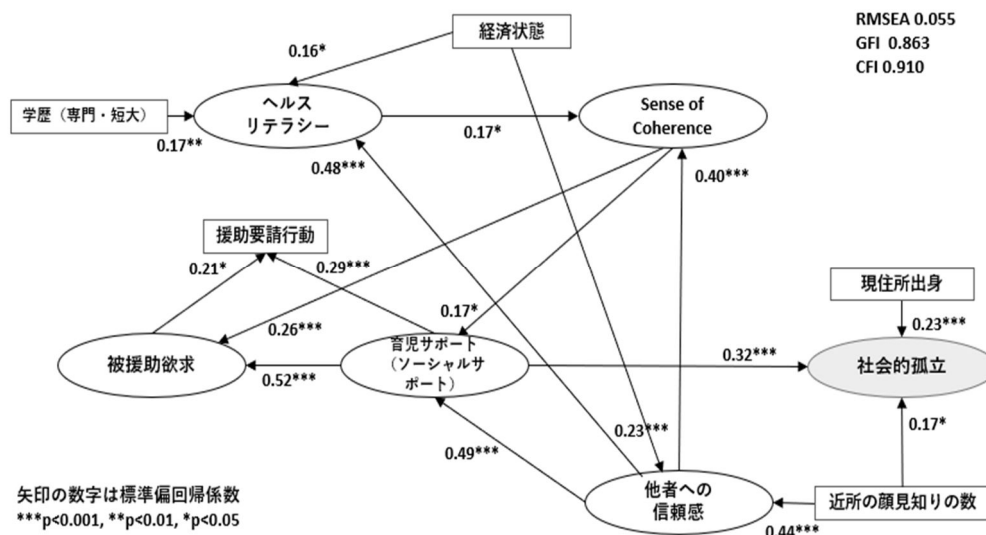 経済状態
RMSEA 0.055
GFI 0.863
CFI 0.910
0.16*
学歴（専門・短大）
0.17**
ヘルス
リテラシー
0.17*
Sense of
Coherence
0.48***
0.40***
援助要請行動
0.21*
0.29***
現住所出身
0.23***
0.26***
0.17*
被援助欲求
0.52***
育児サポート
（ソーシャルサ
ポート）
0.32***
社会的孤立
0.17*
0.49***
0.23***
他者への
信頼感
近所の顔見知りの数
0.44***
矢印の数字は標準偏回帰係数
***p<0.001, **p<0.01, *p<0.05